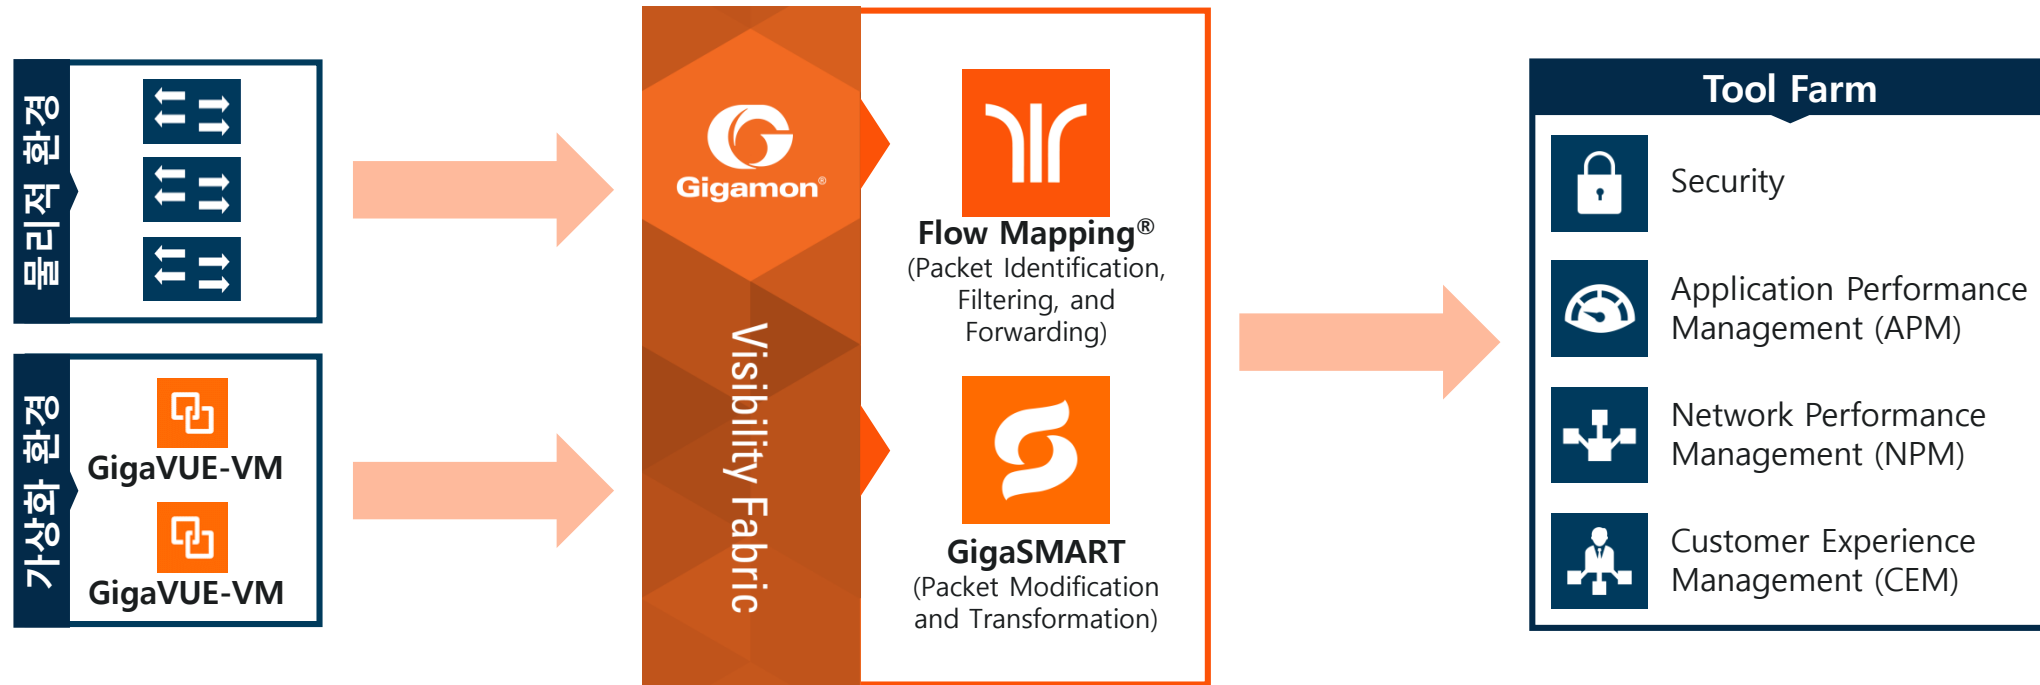 물리적 환경
가상화 환경
GigaVUE-VM
GigaVUE-VM
Gigamon®
Visibility Fabric
Flow Mapping®
(Packet Identification,
Filtering, and
Forwarding)
GigaSMART
(Packet Modification
and Transformation)
Tool Farm
Security
Application Performance
Management (APM)
Network Performance
Management (NPM)
Customer Experience
Management (CEM)